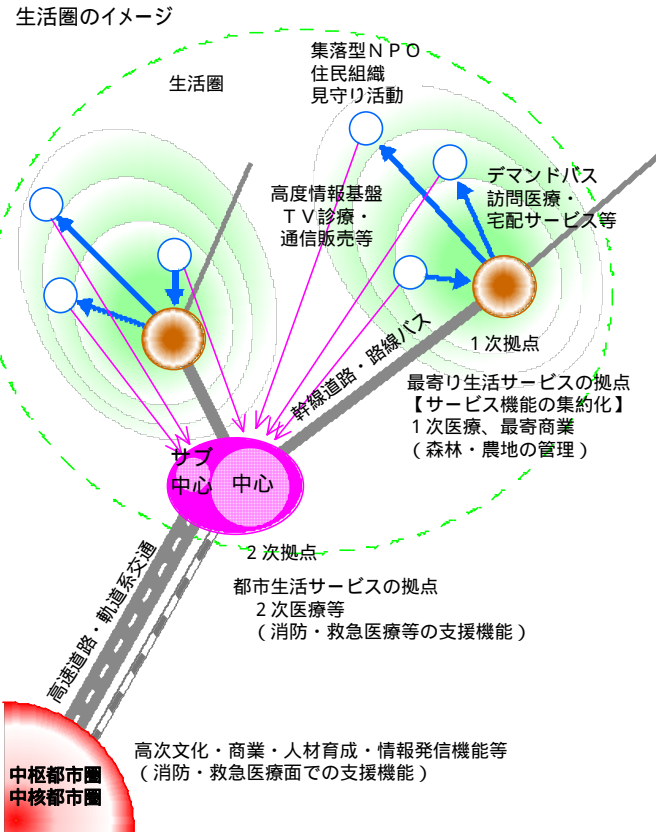 生活圏のイメージ
集落型ＮＰＯ
住民組織
見守り活動
生活圏
デマンドバス
訪問医療・
宅配サービス等
高度情報基盤
ＴＶ診療・
通信販売等
幹線道路・路線バス
１次拠点
最寄り生活サービスの拠点
【サービス機能の集約化】
１次医療、最寄商業
（森林・農地の管理）
サブ
中心
中心
２次拠点
都市生活サービスの拠点
２次医療等
（消防・救急医療等の支援機能）
高速道路・軌道系交通
高次文化・商業・人材育成・情報発信機能等
（消防・救急医療面での支援機能）
中枢都市圏
中核都市圏